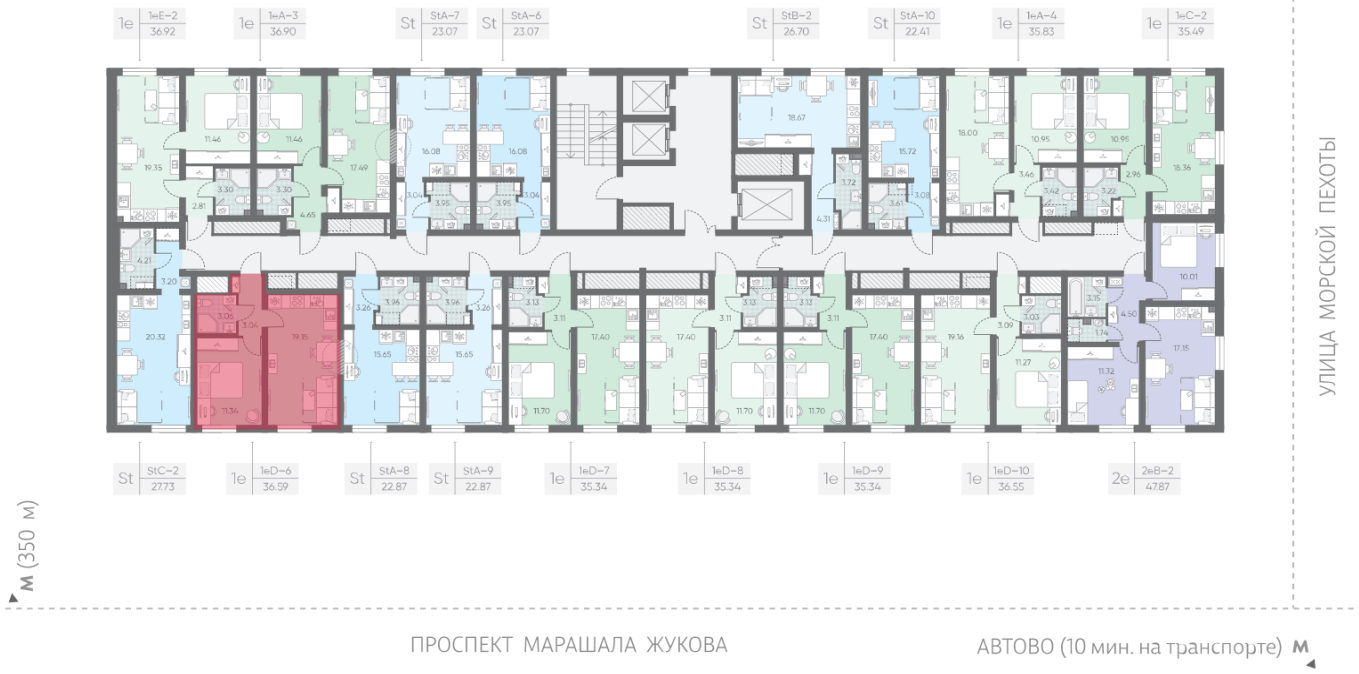 1еЕ-2
1е
36.92
1еА-3
1е
36.90
StA-7
St
23.07
StA-6
St
23.07
StB-2
St
26.70
StA-10
St
22.41
1еА-4
1е
35.83
1еС-2
1е
35.49
19.35
11.46
11.46
17.49
16.08
16.08
18.67
15.72
18.00
10.95
10.95
18.36
2.81
3.30
3.30
4.65
3.04
3.95
3.95
3.04
3.72
4.31
3.61
3.08
3.46
3.42
3.22
2.96
4.21
3.20
20.32
3.06
3.04
11.34
19.15
3.26
3.96
15.65
3.96
3.26
15.65
3.13
3.11
11.70
17.40
17.40
3.11
3.13
11.70
3.13
3.11
11.70
17.40
19.16
3.09
3.03
11.27
3.15
1.74
4.50
11.32
10.01
17.15
StC-2
St
27.73
1eD-6
1е
36.59
StA-8
St
22.87
StA-9
St
22.87
1eD-7
1е
35.34
1eD-8
1е
35.34
1eD-9
1е
35.34
1eD-10
1е
36.55
2eB-2
2е
47.87
УЛИЦА МОРСКОЙ ПЕХОТЫ
М (350 м)
ПРОСПЕКТ МАРАШАЛА ЖУКОВА
АВТОВО (10 мин. на транспорте) М